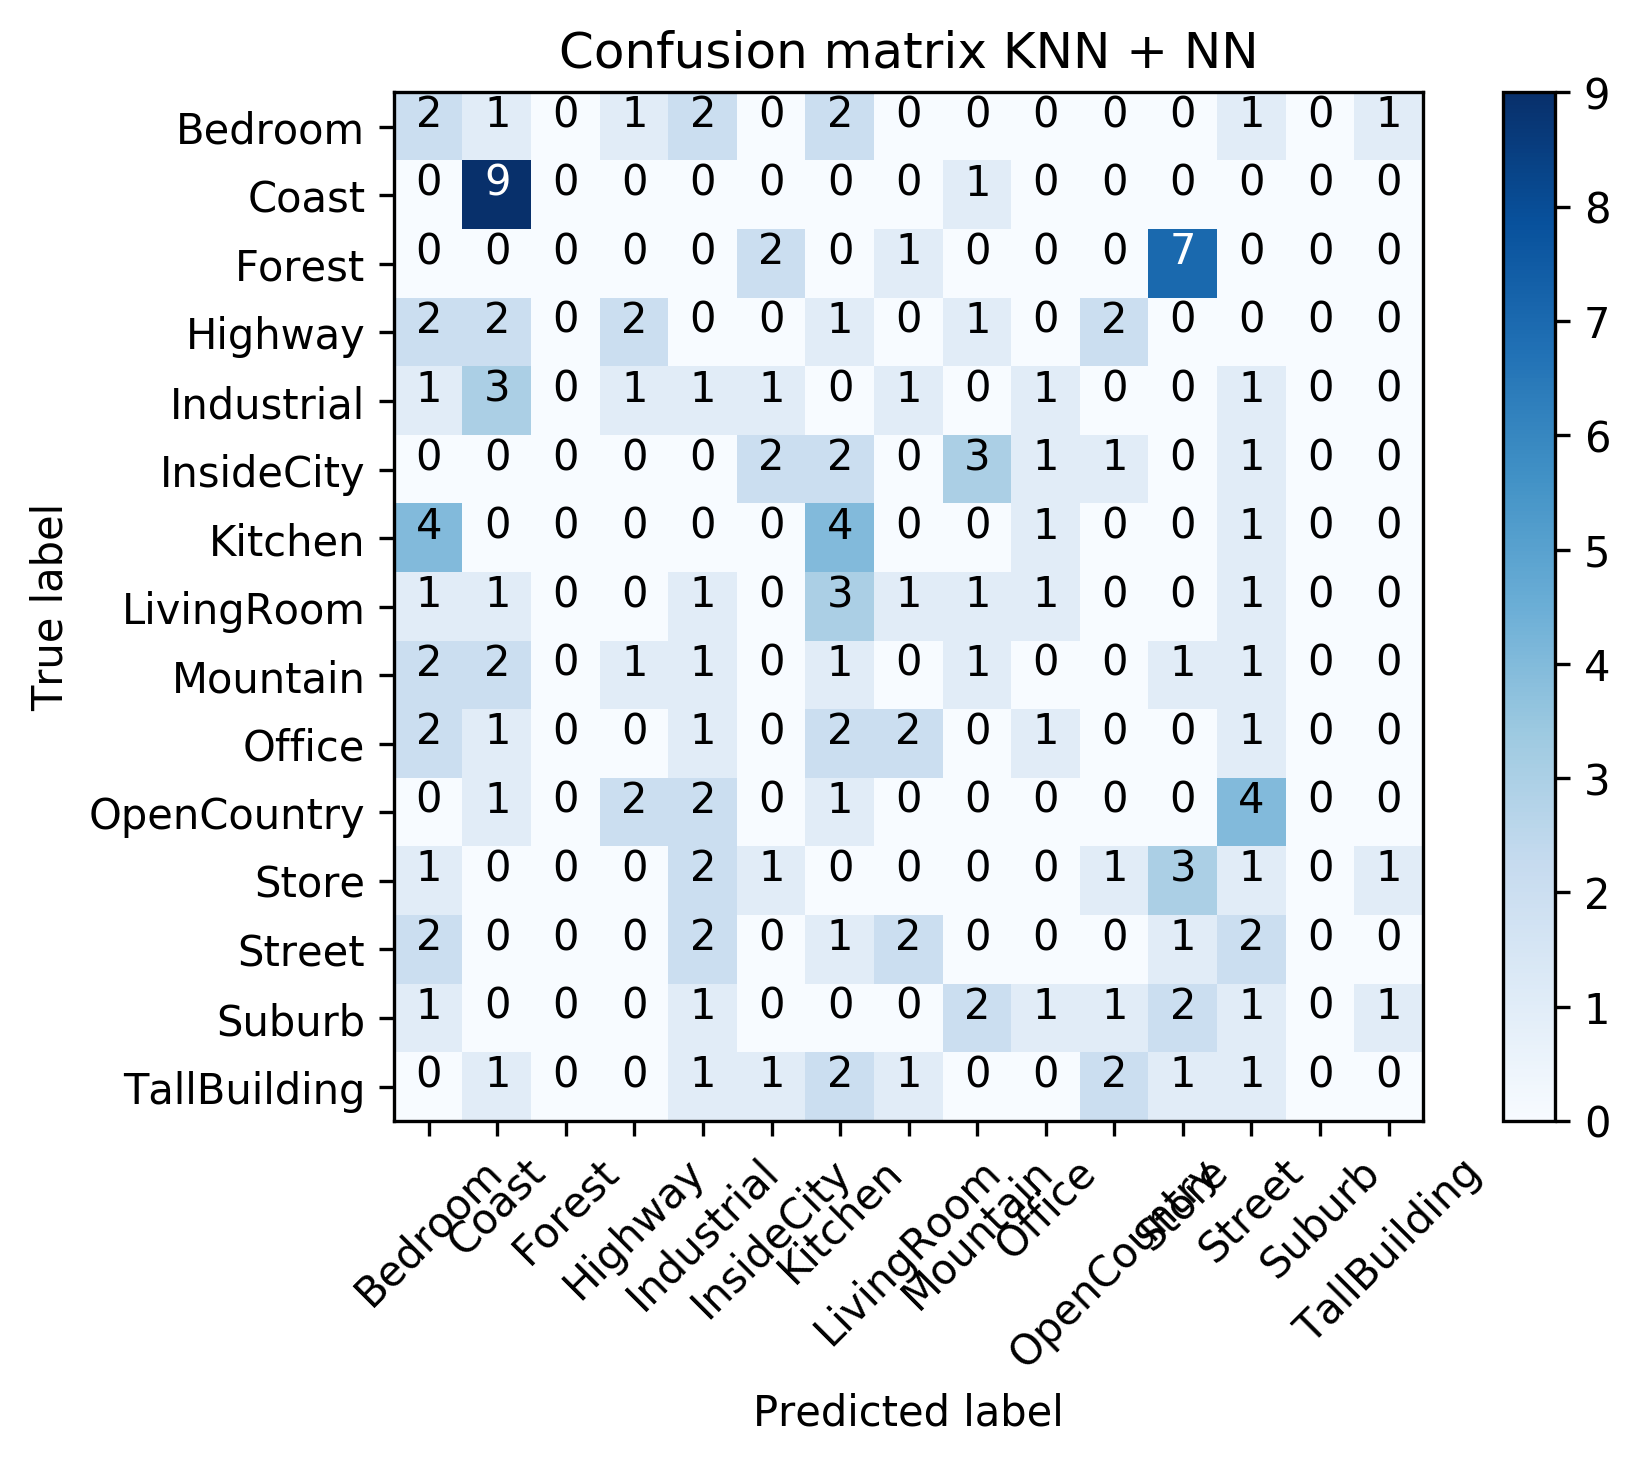 Confusion matrix KNN + NN
True label
Bedroom 2 1 0 1 2 0 2 0 0 0 0 0 1 0 1
Coast 0 9 0 0 0 0 0 0 1 0 0 0 0 0 0
Forest 0 0 0 0 0 2 0 1 0 0 0 7 0 0 0
Highway 2 2 0 2 0 0 1 0 1 0 2 0 0 0 0
Industrial 1 3 0 1 1 1 0 1 0 1 0 0 1 0 0
InsideCity 0 0 0 0 0 2 2 0 3 1 1 0 1 0 0
Kitchen 4 0 0 0 0 0 4 0 0 1 0 0 1 0 0
LivingRoom 1 1 0 0 1 0 3 1 1 1 0 0 1 0 0
Mountain 2 2 0 1 1 0 1 0 1 0 0 1 1 0 0
Office 2 1 0 0 1 0 2 2 0 1 0 0 1 0 0
OpenCountry 0 1 0 2 2 0 1 0 0 0 0 0 4 0 0
Store 1 0 0 0 2 1 0 0 0 0 1 3 1 0 1
Street 2 0 0 0 2 0 1 2 0 0 0 1 2 0 0
Suburb 1 0 0 0 1 0 0 0 2 1 1 2 1 0 1
TallBuilding 0 1 0 0 1 1 2 1 0 0 2 1 1 0 0
Bedroom
Coast
Forest
Highway
Industrial
InsideCity
Kitchen
LivingRoom
Mountain
Office
OpenCountry
Store
Street
Suburb
TallBuilding
Predicted label
9
8
7
6
5
4
3
2
1
0